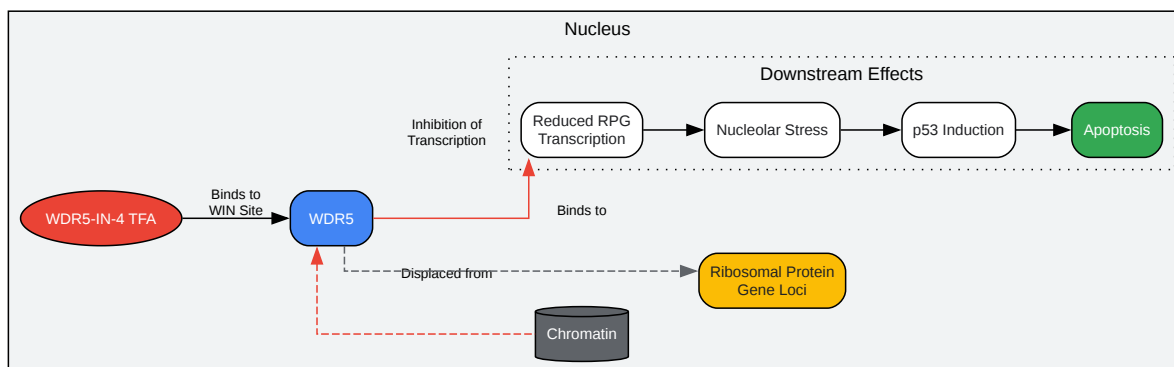 Nucleus
Downstream Effects
Inhibition of
Transcription
Reduced RPG
Transcription
Nucleolar Stress
p53 Induction
Apoptosis
WDR5-IN-4 TFA
Binds to
WIN Site
WDR5
Binds to
Displaced from
Ribosomal Protein
Gene Loci
Chromatin